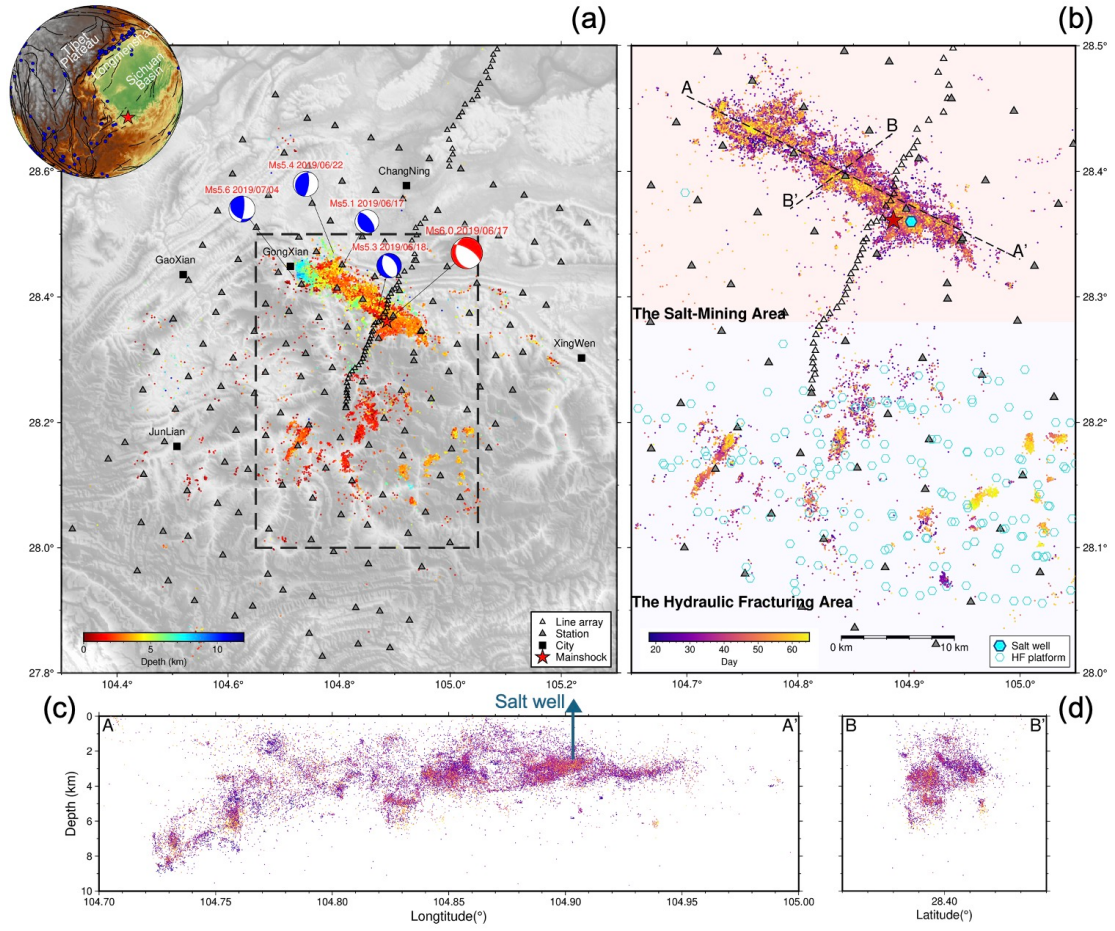 (a)
(b)
Tibet
Plateau
Longmenshan
Sichuan
Basin
28.6°
28.4°
28.2°
28.0°
27.8°
Ms5.4 2019/06/22
Ms5.6 2019/07/04
Ms5.1 2019/06/17
Ms6.0 2019/06/17
Ms5.3 2019/06/18
ChangNing
GaoXian
GongXian
XingWen
JunLian
0 5 10
Dpeth (km)
Line array
Station
City
Mainshock
104.4° 104.6° 104.8° 105.0° 105.2°
28.5°
28.4°
28.3°
28.2°
28.1°
28.0°
A
B
B'
A'
The Salt-Mining Area
The Hydraulic Fracturing Area
20 30 40 50 60
Day
0 km 10 km
Salt well
HF platform
104.7° 104.8° 104.9° 105.0°
(c)
Salt well
(d)
A A'
B B'
0
2
4
6
8
10
Depth (km)
104.70 104.75 104.80 104.85 104.90 104.95 105.00
Longtitude(°)
28.40
Latitude(°)